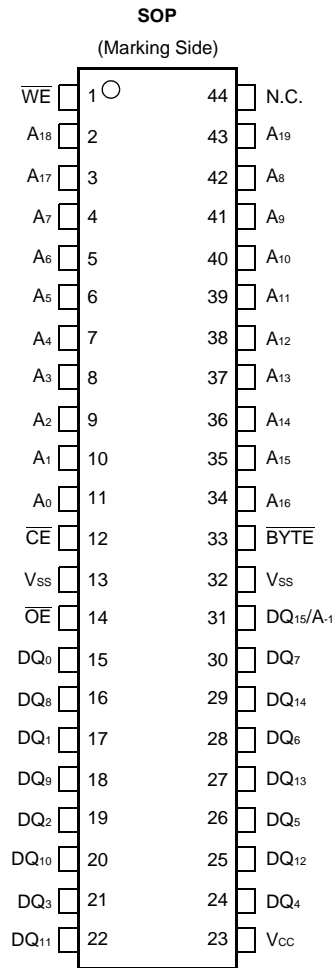 SOP
(Marking Side)
W̅E̅ 1 44 N.C.
A18 2 43 A19
A17 3 42 A8
A7 4 41 A9
A6 5 40 A10
A5 6 39 A11
A4 7 38 A12
A3 8 37 A13
A2 9 36 A14
A1 10 35 A15
A0 11 34 A16
C̅E̅ 12 33 B̅Y̅T̅E̅
VSS 13 32 VSS
O̅E̅ 14 31 DQ15/A-1
DQ0 15 30 DQ7
DQ8 16 29 DQ14
DQ1 17 28 DQ6
DQ9 18 27 DQ13
DQ2 19 26 DQ5
DQ10 20 25 DQ12
DQ3 21 24 DQ4
DQ11 22 23 VCC